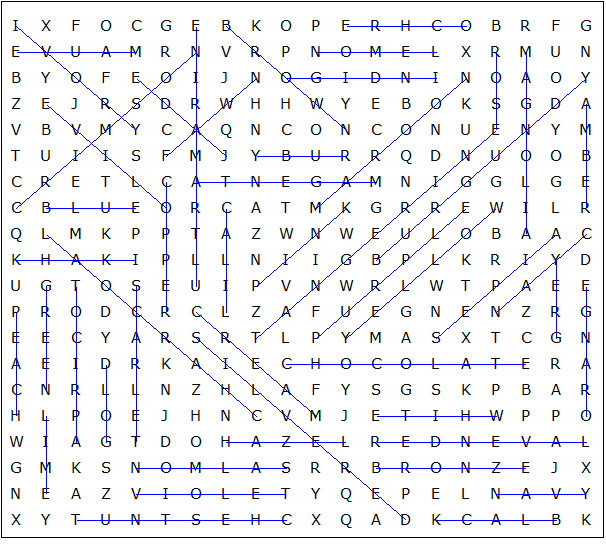 I X F O C G E B K O P E R H C O B R F G
E V U A M R N V R P N O M E L X R M U N
B Y O F E O I J N O G I D N I N O A O Y
Z E J R S D R W H H W Y E B O K S G D A
V B V M Y C A Q N C O N C O N U E N Y M
T U I I S F M J Y B U R R Q D N U O O B
C R E T L C A T N E G A M N I G G L G E
C B L U E O R C A T M K G R R E W I L R
Q L M K P P T A Z W N W E U L O B A A C
K H A K I P L L N I I G B P L K R I Y D
U G T O S E U I P V N W R L W T P A E E
P R O D C R C L Z A F U E G N E N Z R G
E E C Y A R S R T L P Y M A S X T C G N
A E I D R K A I E C H O C O L A T E R A
C N R L L N Z H L A F Y S G S K P B A R
H L P O E J H N C V M J E T I H W P P O
W I A G T D O H A Z E L R E D N E V A L
G M K S N O M L A S R R B R O N Z E J X
N E A Z V I O L E T Y Q E P E L N A V Y
X Y T U N T S E H C X Q A D K C A L B K